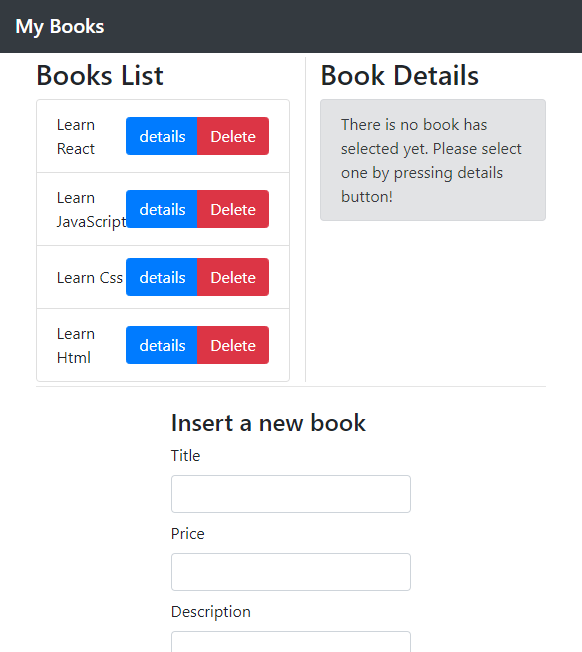 My Books
Books List
Learn
React
details
Delete
Learn
JavaScript
details
Delete
Learn Css
details
Delete
Learn
Html
details
Delete
Book Details
There is no book has
selected yet. Please select
one by pressing details
button!
Insert a new book
Title
Price
Description